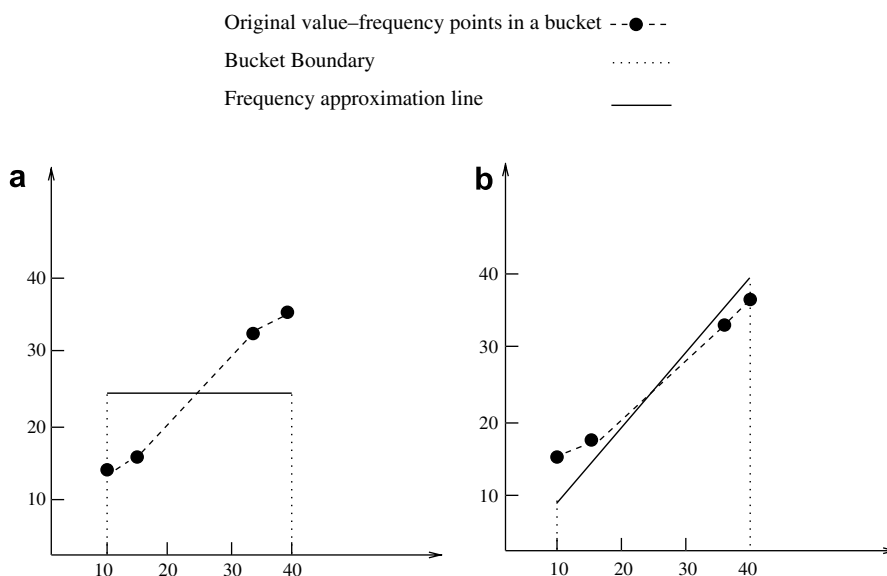 Original value–frequency points in a bucket
Bucket Boundary
Frequency approximation line
a
40
30
20
10
10 20 30 40
b
40
30
20
10
10 20 30 40